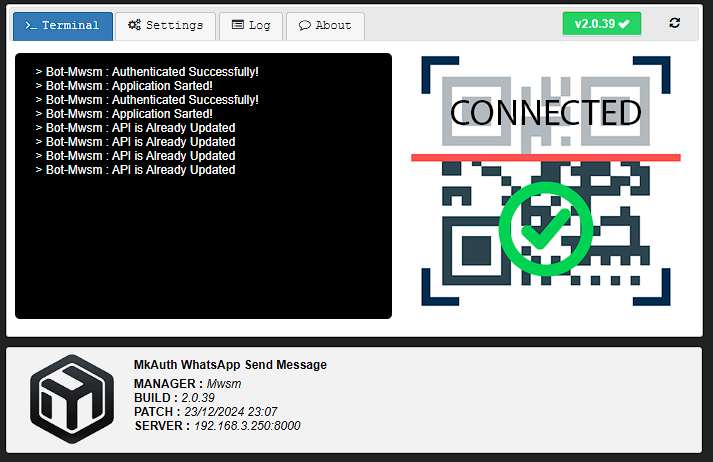 >_ Terminal
Settings
Log
About
v2.0.39
> Bot-Mwsm : Authenticated Successfully!
> Bot-Mwsm : Application Sarted!
> Bot-Mwsm : Authenticated Successfully!
> Bot-Mwsm : Application Sarted!
> Bot-Mwsm : API is Already Updated
> Bot-Mwsm : API is Already Updated
> Bot-Mwsm : API is Already Updated
> Bot-Mwsm : API is Already Updated
CONNECTED
MkAuth WhatsApp Send Message
MANAGER : Mwsm
BUILD : 2.0.39
PATCH : 23/12/2024 23:07
SERVER : 192.168.3.250:8000